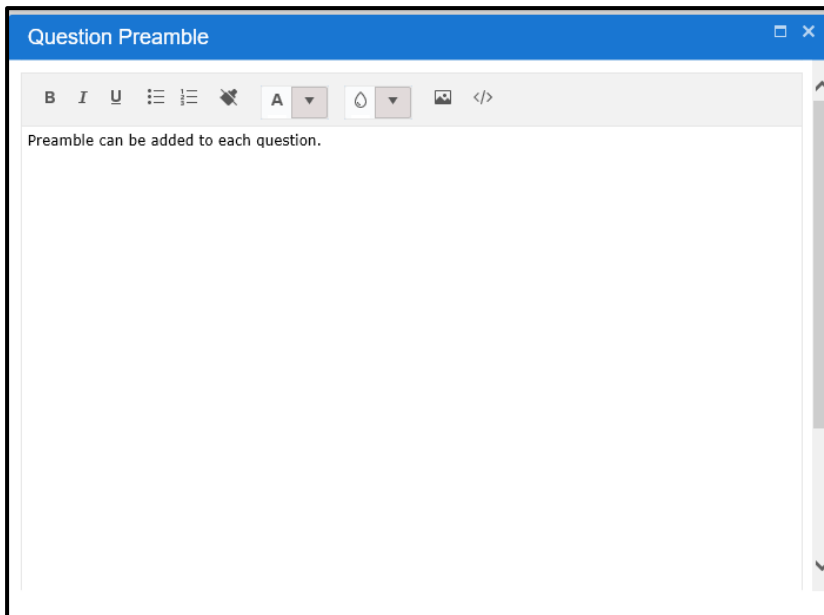 Question Preamble
B I U A </>
Preamble can be added to each question.